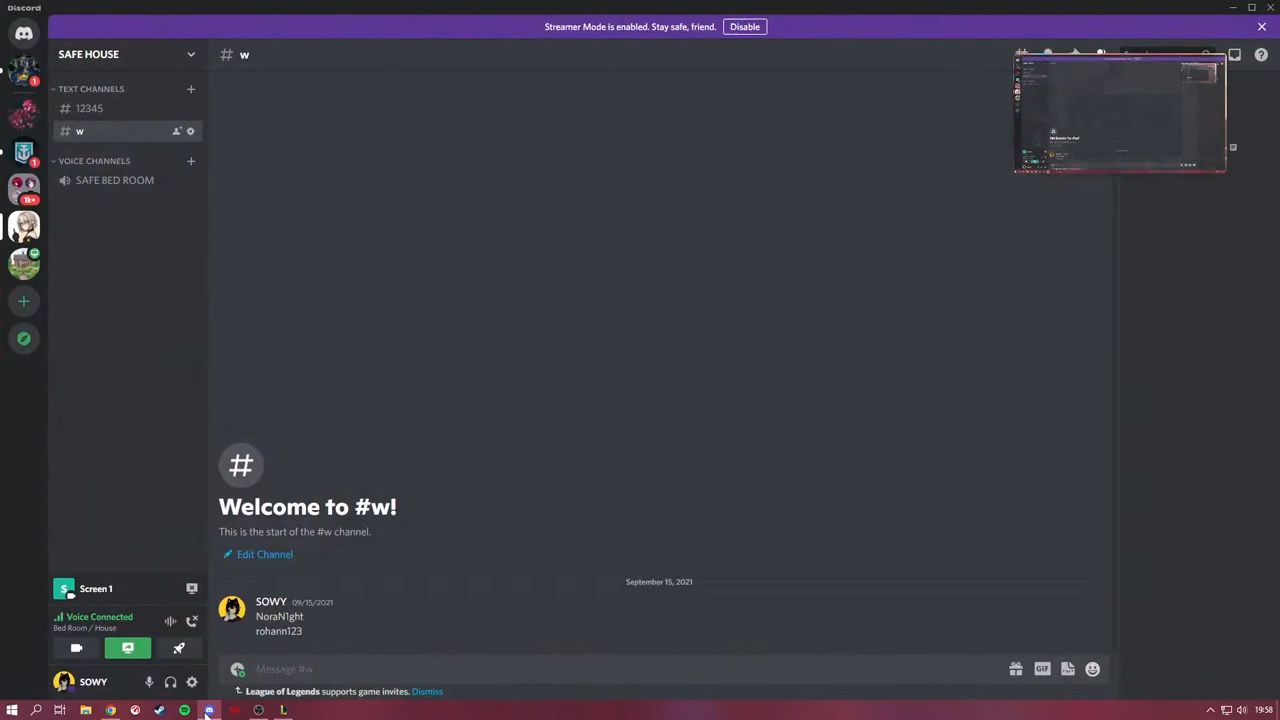 Discord
Streamer Mode is enabled. Stay safe, friend. Disable
SAFE HOUSE
# w
TEXT CHANNELS
# 12345
# w
VOICE CHANNELS
SAFE BED ROOM
1
1
1k+
Welcome to #w!
This is the start of the #w channel.
Edit Channel
September 15, 2021
SOWY 09/15/2021
NoraN1ght
rohann123
Screen 1
Voice Connected
Bed Room / House
SOWY
Message #w
GIF
League of Legends supports game invites. Dismiss
19:58